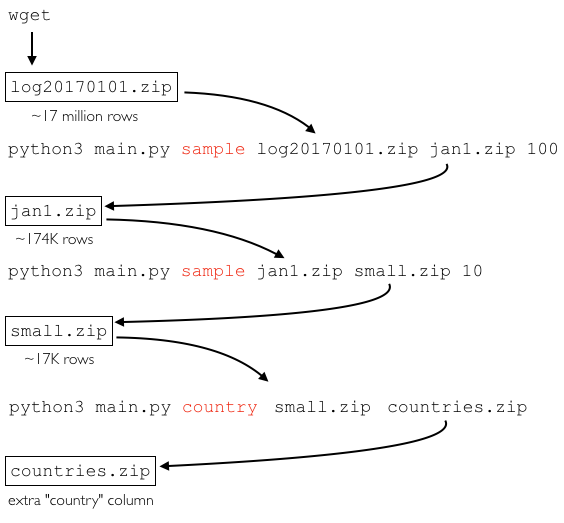 wget
log20170101.zip
~17 million rows
python3 main.py sample log20170101.zip jan1.zip 100
jan1.zip
~174K rows
python3 main.py sample jan1.zip small.zip 10
small.zip
~17K rows
python3 main.py country small.zip countries.zip
countries.zip
extra "country" column